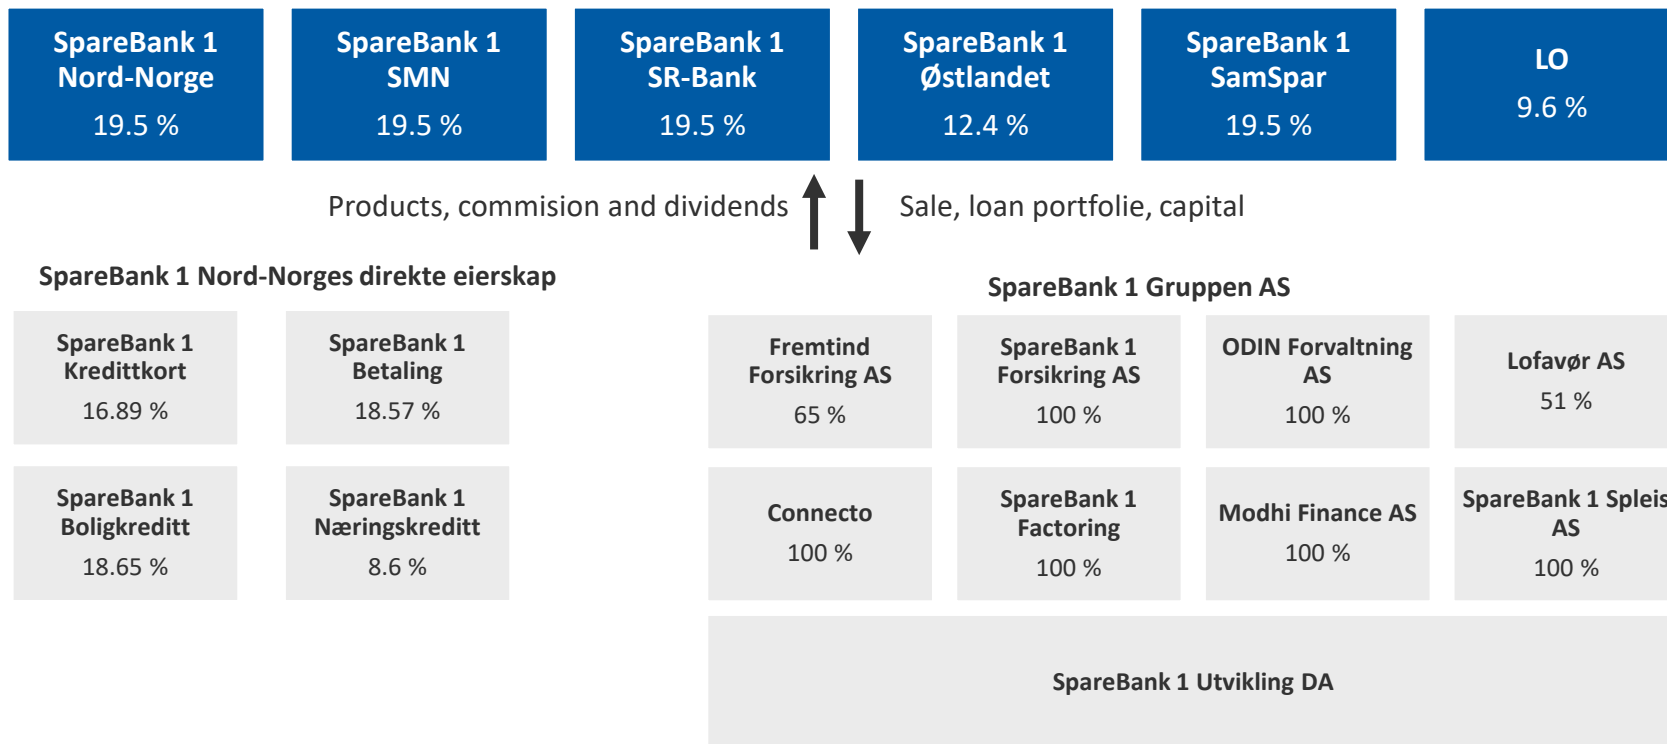 SpareBank 1
Nord-Norge
19.5 %
SpareBank 1
SMN
19.5 %
SpareBank 1
SR-Bank
19.5 %
SpareBank 1
Østlandet
12.4 %
SpareBank 1
SamSpar
19.5 %
LO
9.6 %
Products, commision and dividends
Sale, loan portfolie, capital
SpareBank 1 Nord-Norges direkte eierskap
SpareBank 1
Kredittkort
16.89 %
SpareBank 1
Betaling
18.57 %
SpareBank 1
Boligkreditt
18.65 %
SpareBank 1
Næringskreditt
8.6 %
SpareBank 1 Gruppen AS
Fremtind
Forsikring AS
65 %
SpareBank 1
Forsikring AS
100 %
ODIN Forvaltning
AS
100 %
Lofavør AS
51 %
Connecto
100 %
SpareBank 1
Factoring
100 %
Modhi Finance AS
100 %
SpareBank 1 Spleis
AS
100 %
SpareBank 1 Utvikling DA